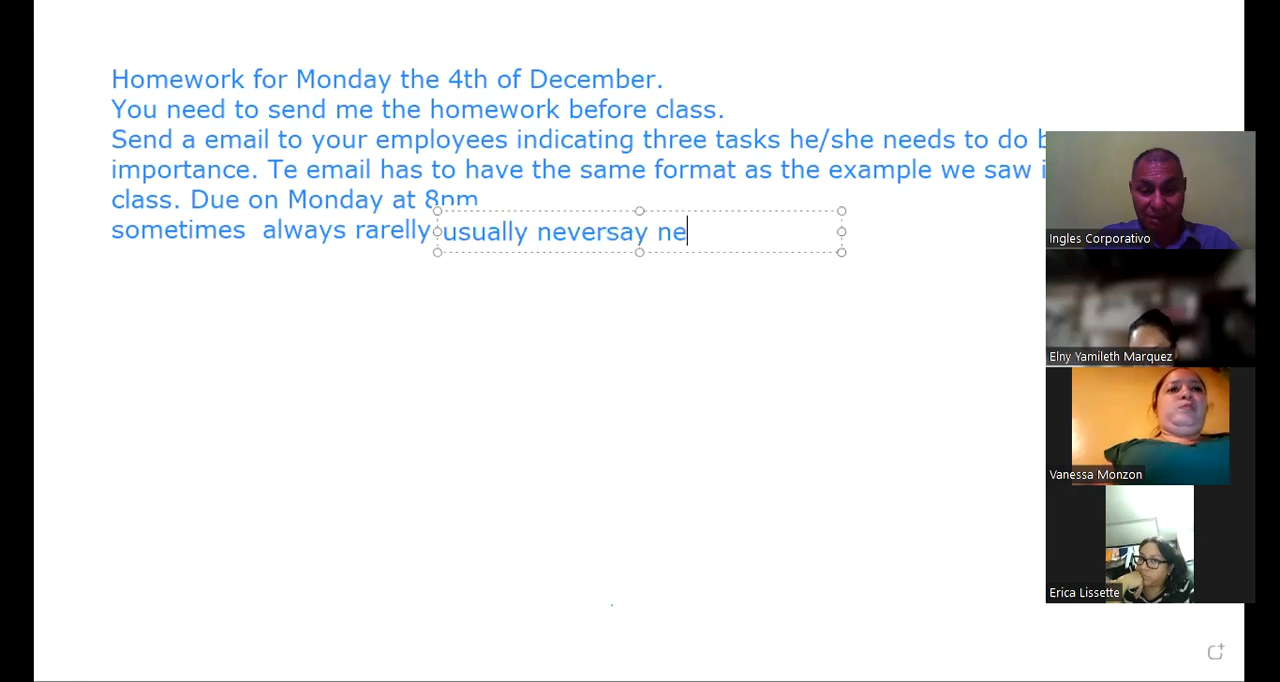 Homework for Monday the 4th of December.
You need to send me the homework before class.
Send a email to your employees indicating three tasks he/she needs to do
importance. Te email has to have the same format as the example we saw
class. Due on Monday at 8pm
sometimes  always rarelly usually neversay ne
Ingles Corporativo
Elny Yamileth Marquez
Vanessa Monzon
Erica Lissette